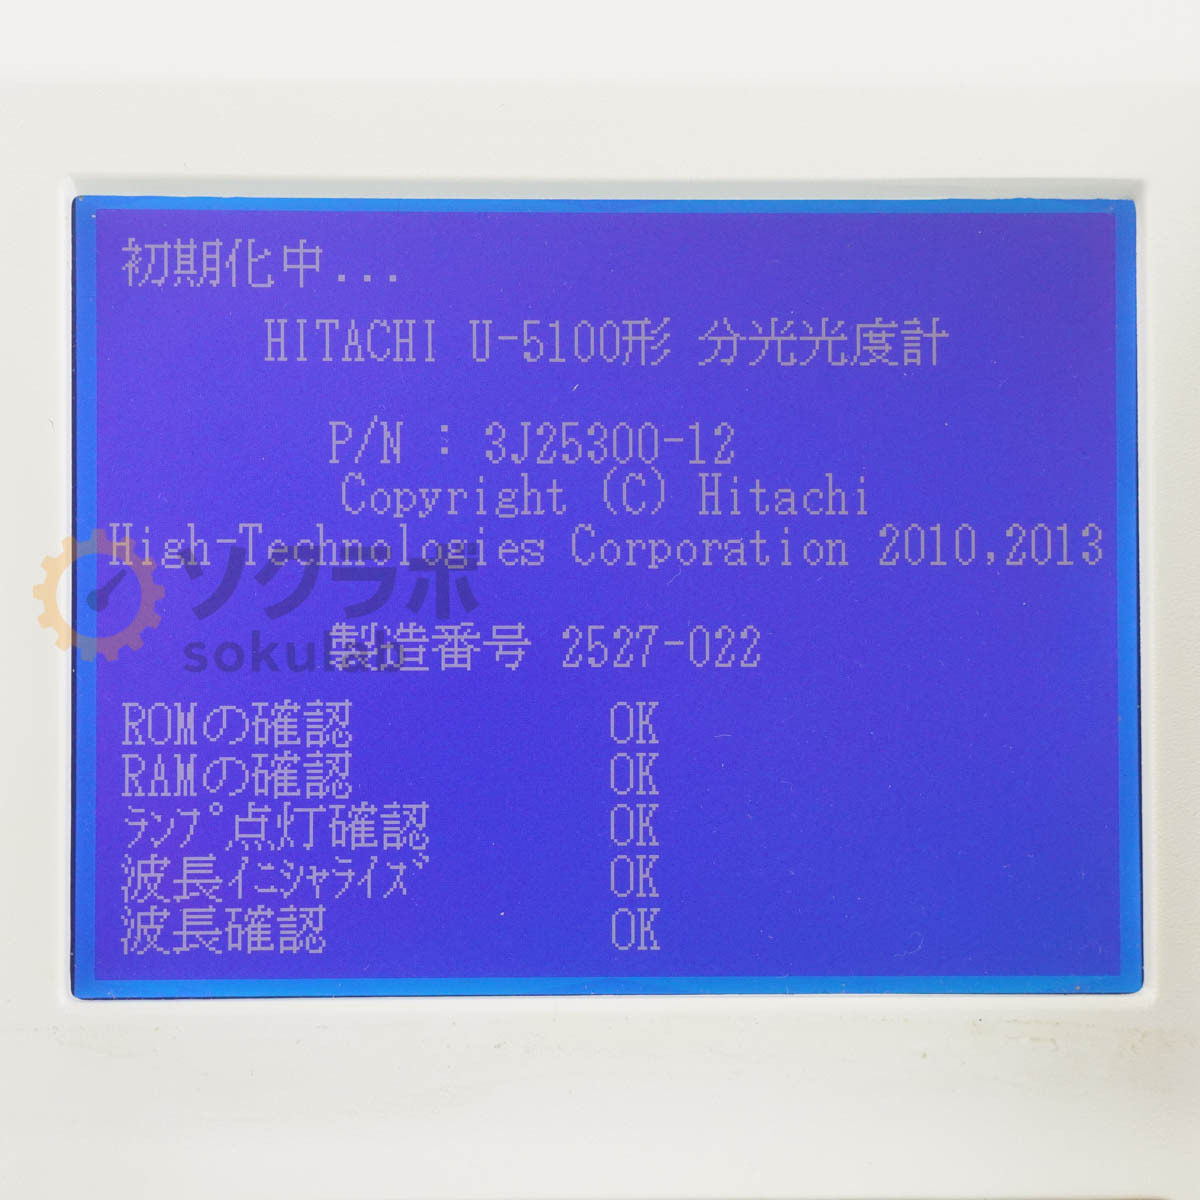 初期化中...
HITACHI U-5100形 分光光度計
P/N : 3J25300-12
Copyright (C) Hitachi
High-Technologies Corporation 2010,2013
ソクラボ
sokulab
製造番号 2527-022
ROMの確認 OK
RAMの確認 OK
ﾗﾝﾌﾟ点灯確認 OK
波長ｲﾆｼｬﾗｲｽﾞ OK
波長確認 OK